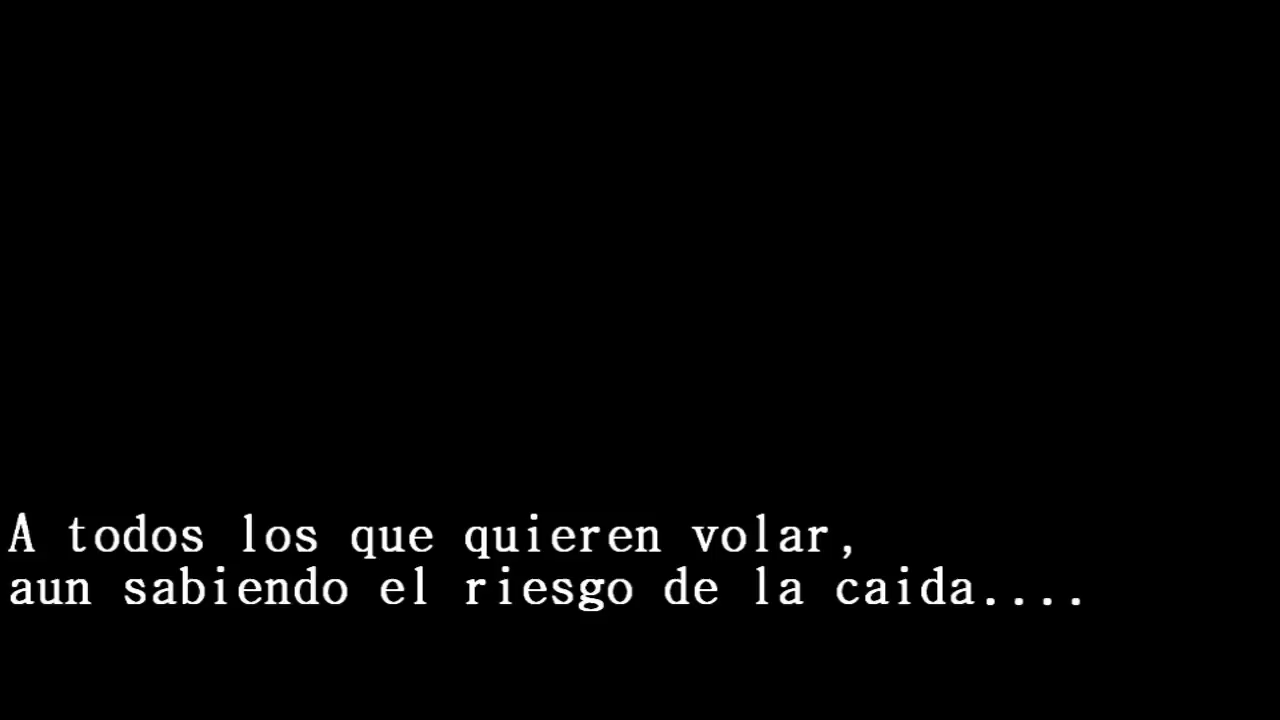 A todos los que quieren volar,
aun sabiendo el riesgo de la caida....